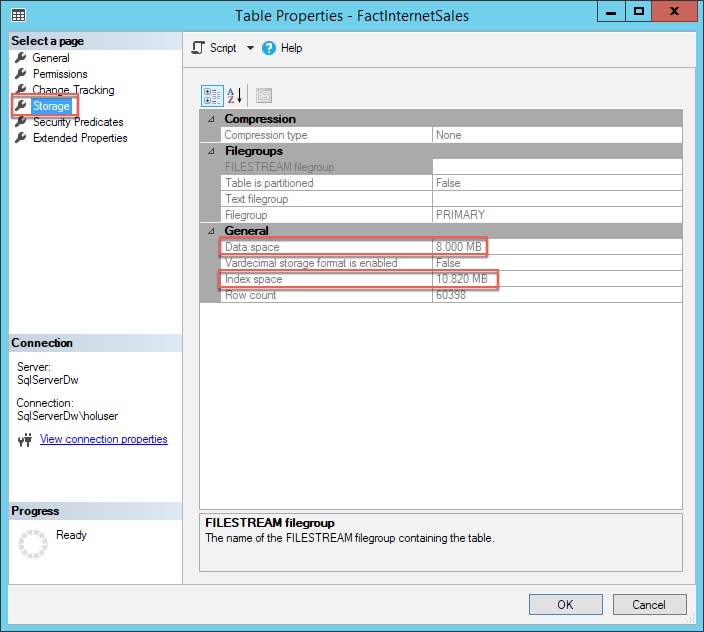 Table Properties - FactInternetSales
Select a page
General
Permissions
Change Tracking
Storage
Security Predicates
Extended Properties
Connection
Server:
SqlServerDw
Connection:
SqlServerDw\holuser
View connection properties
Progress
Ready
Script Help
Compression
Compression type None
Filegroups
FILESTREAM filegroup
Table is partitioned False
Text filegroup
Filegroup PRIMARY
General
Data space 8.000 MB
Vardecimal storage format is enabled False
Index space 10.820 MB
Row count 60398
FILESTREAM filegroup
The name of the FILESTREAM filegroup containing the table.
OK Cancel